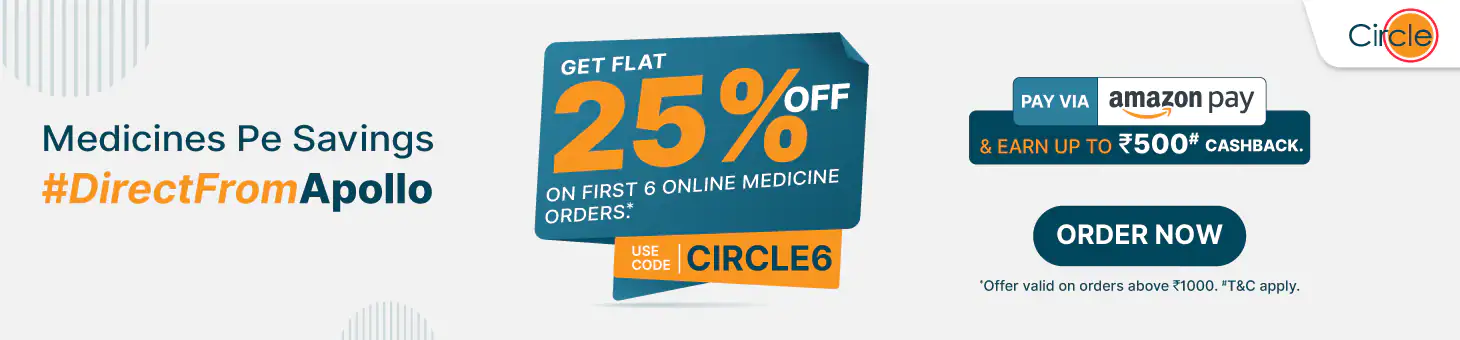 Circle
Medicines Pe Savings
#DirectFromApollo
GET FLAT
25% OFF
ON FIRST 6 ONLINE MEDICINE
ORDERS.*
USE
CODE
CIRCLE6
PAY VIA amazon pay
& EARN UP TO ₹500# CASHBACK.
ORDER NOW
*Offer valid on orders above ₹1000. #T&C apply.